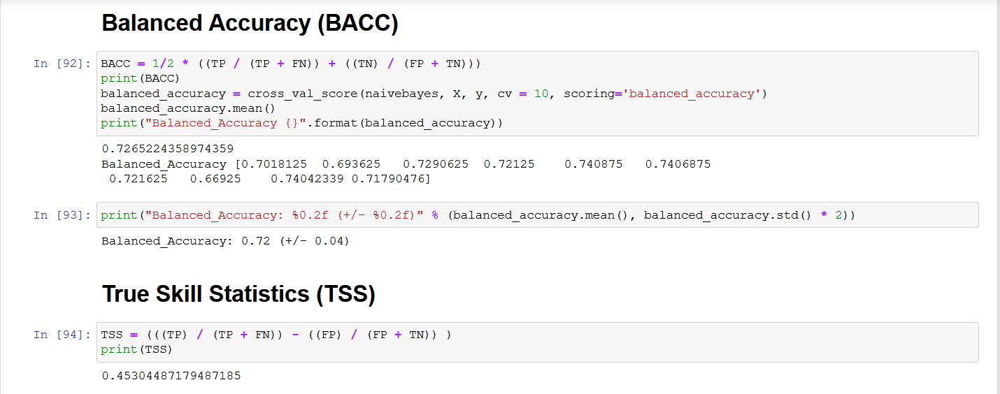 Balanced Accuracy (BACC)
In [92]: BACC = 1/2 * ((TP / (TP + FN)) + ((TN) / (FP + TN)))
print(BACC)
balanced_accuracy = cross_val_score(naivebayes, X, y, cv = 10, scoring='balanced_accuracy')
balanced_accuracy.mean()
print("Balanced_Accuracy {}".format(balanced_accuracy))
0.7265224358974359
Balanced_Accuracy [0.7018125  0.693625   0.7290625  0.72125    0.740875   0.7406875
 0.721625   0.66925    0.74042339 0.71790476]
In [93]: print("Balanced_Accuracy: %0.2f (+/- %0.2f)" % (balanced_accuracy.mean(), balanced_accuracy.std() * 2))
Balanced_Accuracy: 0.72 (+/- 0.04)
True Skill Statistics (TSS)
In [94]: TSS = (((TP) / (TP + FN)) - ((FP) / (FP + TN)) )
print(TSS)
0.45304487179487185